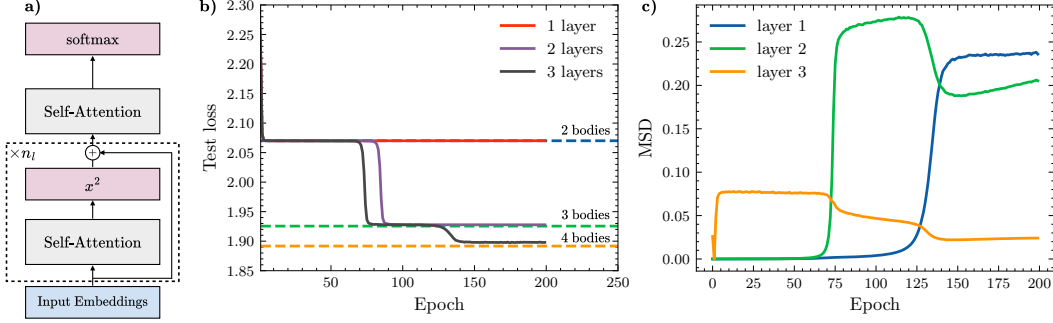 a)
softmax
Self-Attention
+
×n_l
x²
Self-Attention
Input Embeddings
b)
Test loss
2.30
2.25
2.20
2.15
2.10
2.05
2.00
1.95
1.90
1.85
1 layer
2 layers
3 layers
2 bodies
3 bodies
4 bodies
50
100
150
200
250
Epoch
c)
MSD
0.25
0.20
0.15
0.10
0.05
0.00
layer 1
layer 2
layer 3
0
25
50
75
100
125
150
175
200
Epoch